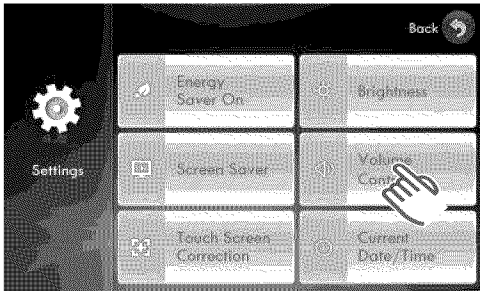 Back
Settings
Energy
Saver On
Brightness
Screen Saver
Volume
Control
Touch Screen
Correction
Current
Date/Time